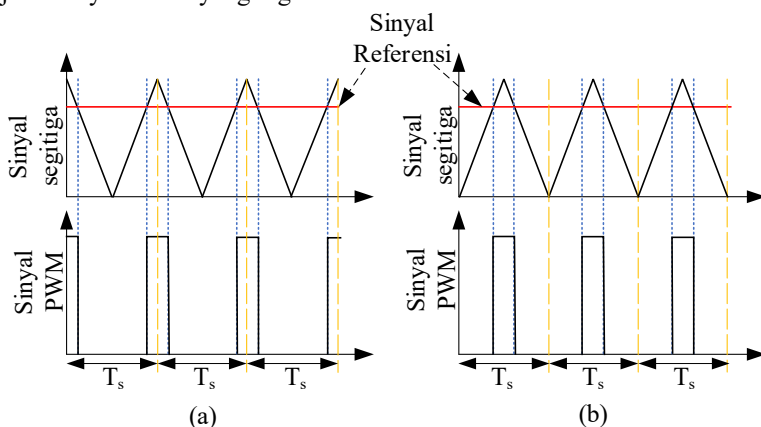 Sinyal
Referensi
Sinyal
segitiga
Sinyal
segitiga
Sinyal
PWM
Sinyal
PWM
Ts Ts Ts
Ts Ts Ts
(a)
(b)